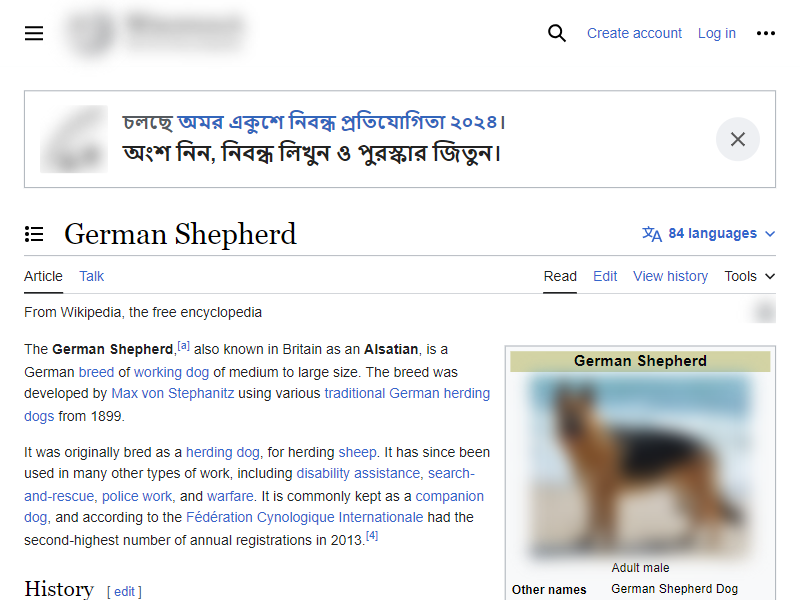 Create account Log in
চলছে অমর একুশে নিবন্ধ প্রতিযোগিতা ২০২৪।
অংশ নিন, নিবন্ধ লিখুন ও পুরস্কার জিতুন।
German Shepherd
84 languages
Article Talk Read Edit View history Tools
From Wikipedia, the free encyclopedia
The German Shepherd,[a] also known in Britain as an Alsatian, is a
German breed of working dog of medium to large size. The breed was
developed by Max von Stephanitz using various traditional German herding
dogs from 1899.
It was originally bred as a herding dog, for herding sheep. It has since been
used in many other types of work, including disability assistance, search-
and-rescue, police work, and warfare. It is commonly kept as a companion
dog, and according to the Fédération Cynologique Internationale had the
second-highest number of annual registrations in 2013.[4]
History [ edit ]
German Shepherd
Adult male
Other names German Shepherd Dog